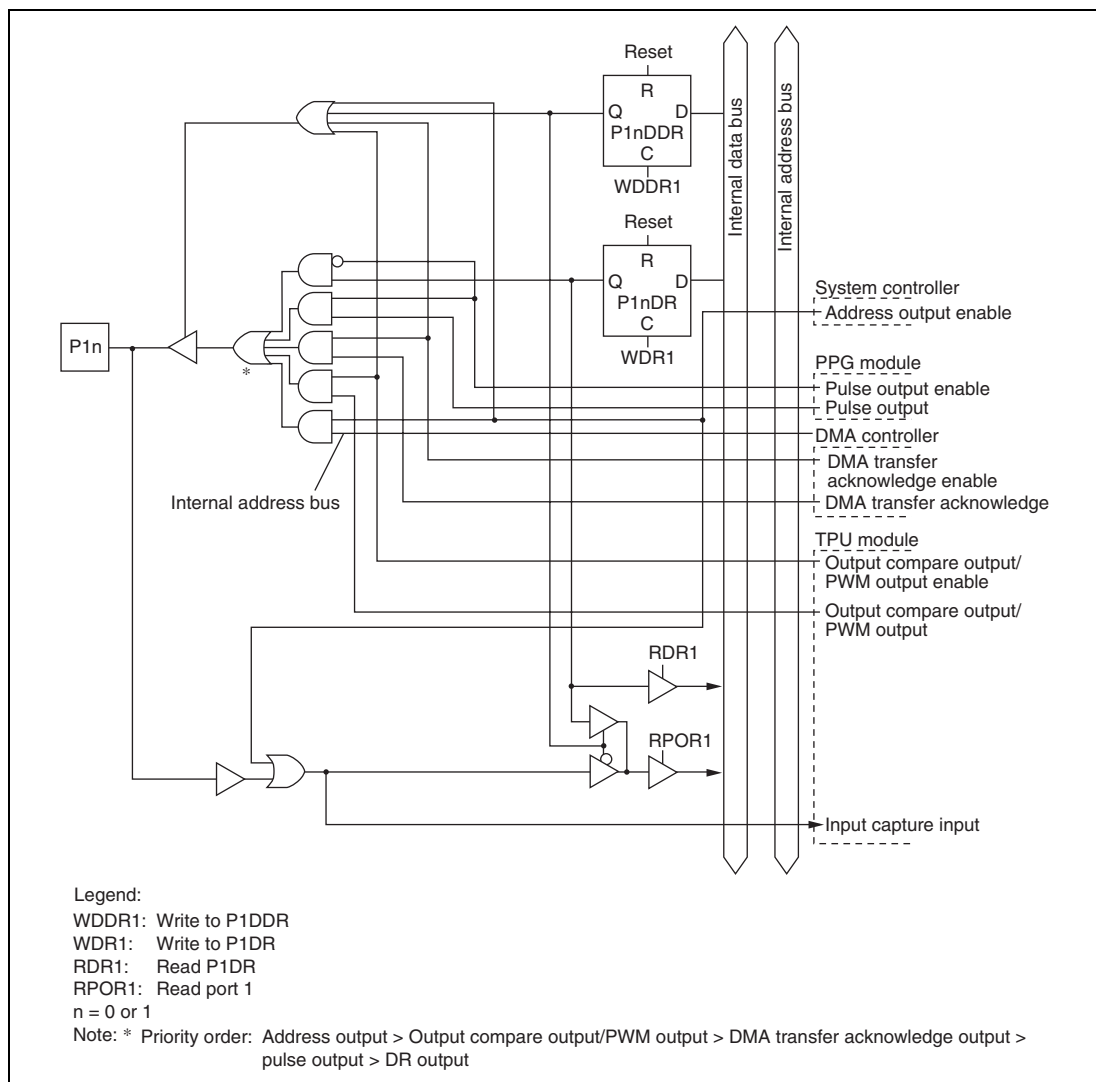 Reset
R
Q D
P1nDDR
C
WDDR1
Reset
R
Q D
P1nDR
C
WDR1
Internal data bus
Internal address bus
System controller
Address output enable
PPG module
Pulse output enable
Pulse output
DMA controller
DMA transfer
acknowledge enable
DMA transfer acknowledge
TPU module
Output compare output/
PWM output enable
Output compare output/
PWM output
P1n
*
Internal address bus
RDR1
RPOR1
Input capture input
Legend:
WDDR1: Write to P1DDR
WDR1: Write to P1DR
RDR1: Read P1DR
RPOR1: Read port 1
n = 0 or 1
Note: * Priority order: Address output > Output compare output/PWM output > DMA transfer acknowledge output >
pulse output > DR output